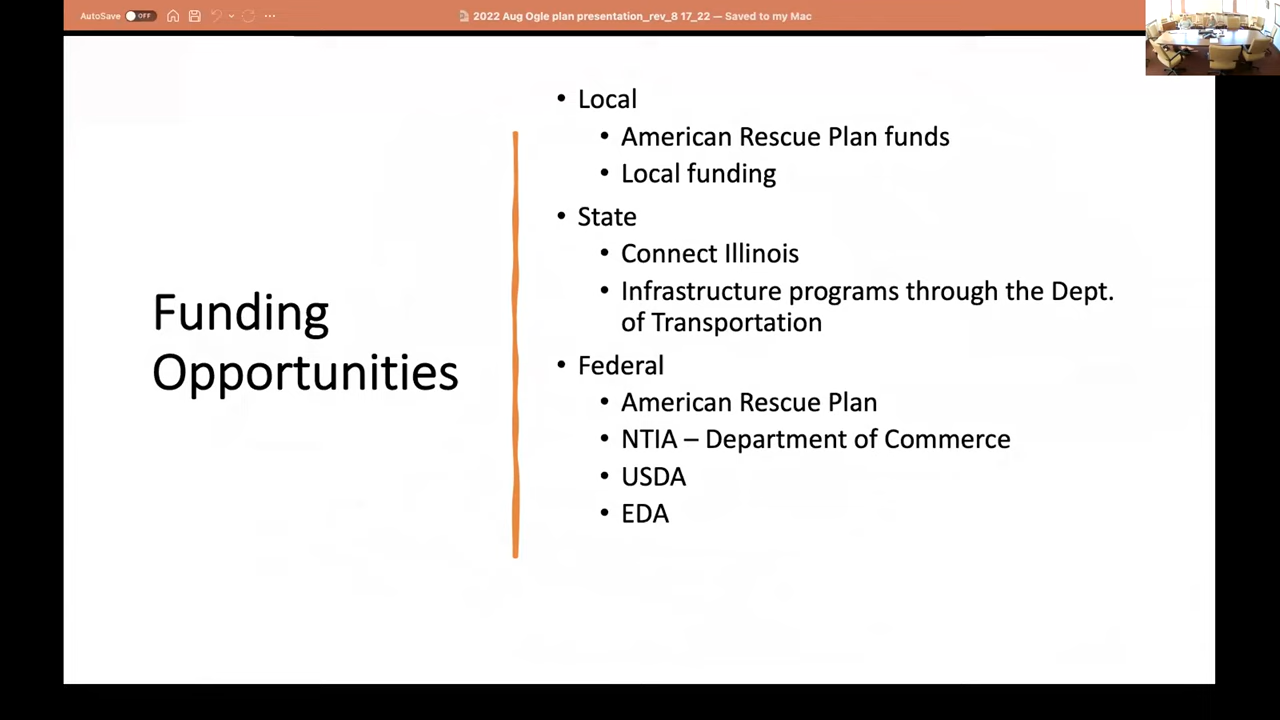 AutoSave OFF
2022 Aug Ogle plan presentation_rev_8 17_22 — Saved to my Mac
Funding
Opportunities
• Local
• American Rescue Plan funds
• Local funding
• State
• Connect Illinois
• Infrastructure programs through the Dept.
of Transportation
• Federal
• American Rescue Plan
• NTIA – Department of Commerce
• USDA
• EDA